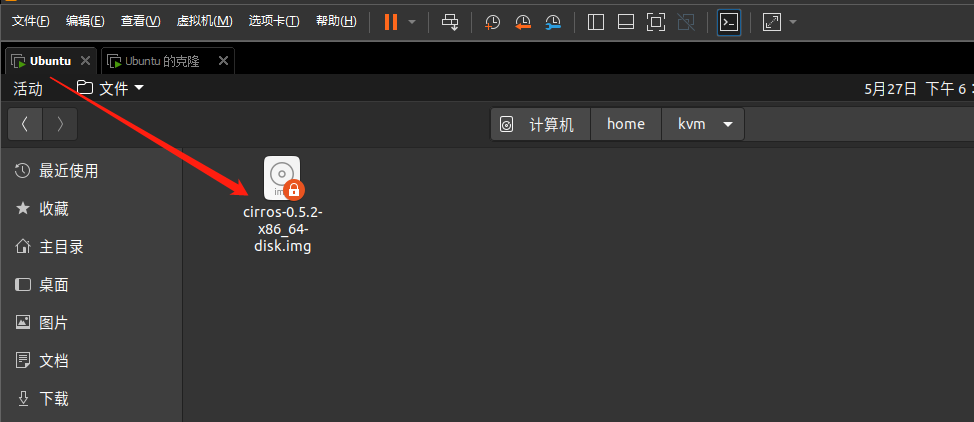 文件(F) 编辑(E) 查看(V) 虚拟机(M) 选项卡(T) 帮助(H)
Ubuntu Ubuntu 的克隆
活动 文件 5月27日 下午 6
计算机 home kvm
最近使用
收藏
主目录
桌面
图片
文档
下载
cirros-0.5.2-
x86_64-
disk.img